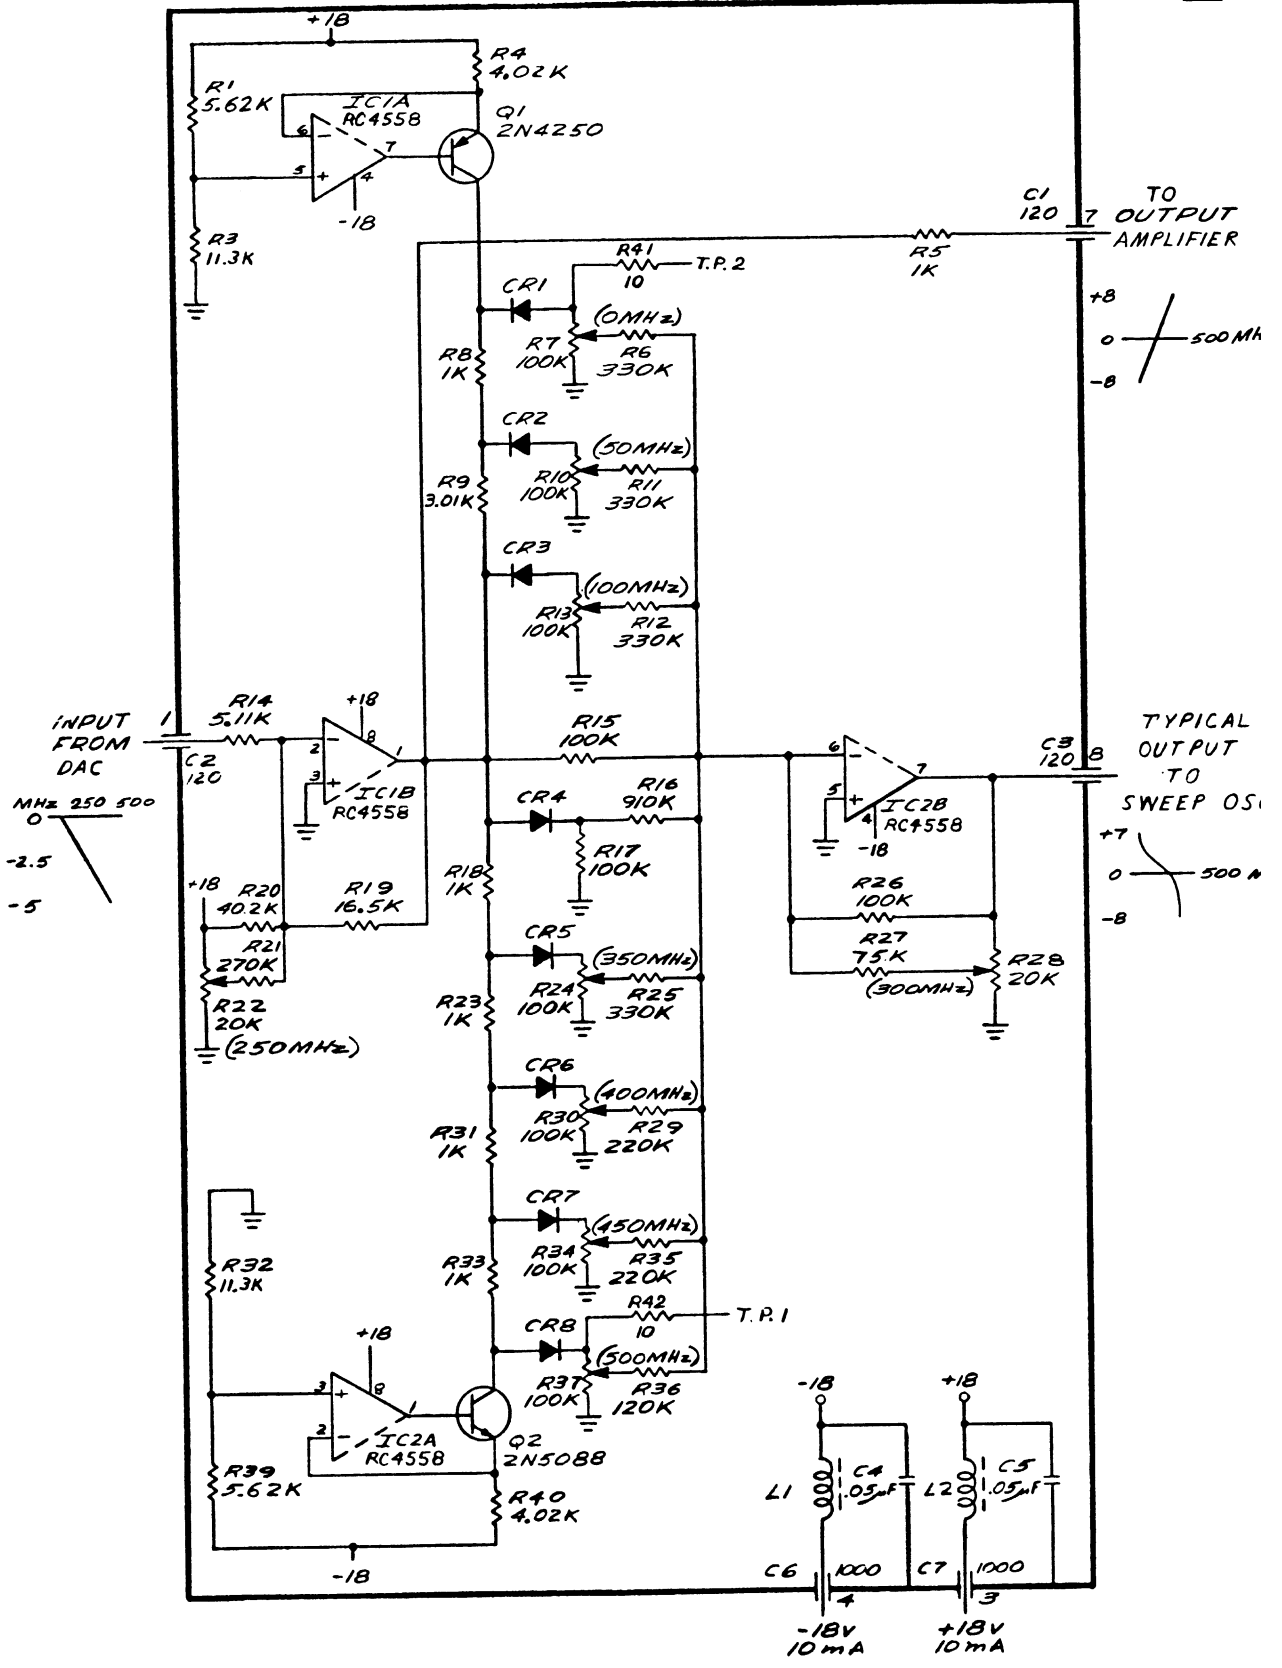 +18
R4
4.02K
R1
5.62K
IC1A
RC4558
Q1
2N4250
6
-
7
5
+
4
-18
R3
11.3K
C1
120
7
TO
OUTPUT
AMPLIFIER
R5
1K
R41
10
T.P.2
CR1
+8
0
500 MH
-8
(0MHz)
R7
100K
R6
330K
R8
1K
CR2
(50MHz)
R10
100K
R11
330K
R9
3.01K
CR3
(100MHz)
R13
100K
R12
330K
INPUT
FROM
DAC
1
C2
120
R14
5.11K
+18
8
2
-
1
3
+
IC1B
RC4558
R15
100K
R16
910K
6
-
7
5
+
IC2B
4
RC4558
-18
C3
120
8
TYPICAL
OUTPUT
TO
SWEEP OSC
MHz 250 500
0
-2.5
-5
CR4
R17
100K
R18
1K
+7
0
500 M
-8
+18
R20
40.2K
R19
16.5K
R21
270K
R22
20K
(250MHz)
R26
100K
R27
75K
(300MHz)
R28
20K
CR5
(350MHz)
R24
100K
R25
330K
R23
1K
CR6
(400MHz)
R30
100K
R29
220K
R31
1K
CR7
(450MHz)
R34
100K
R35
220K
R32
11.3K
R33
1K
R42
10
T.P.1
CR8
(500MHz)
R37
100K
R36
120K
+18
3
+
8
1
2
-
IC2A
RC4558
Q2
2N5088
R39
5.62K
R40
4.02K
-18
-18
+18
L1
C4
.05µF
L2
C5
.05µF
C6
1000
4
C7
1000
3
-18V
10mA
+18V
10mA